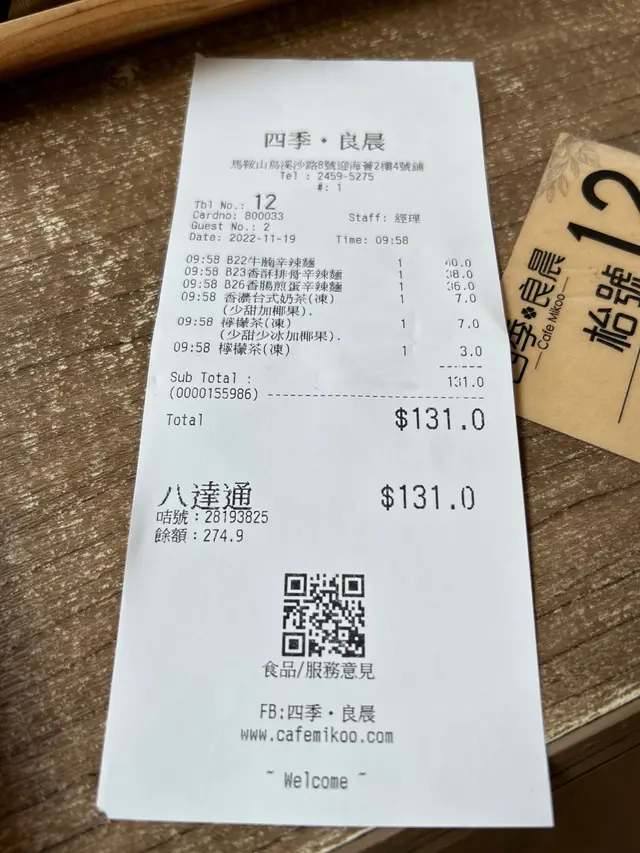 四季・良晨
馬鞍山烏溪沙路8號迎海薈2樓4號舖
Tel : 2459-5275
#: 1
Tbl No.: 12
Cardno: 800033 Staff: 經理
Guest No.: 2
Date: 2022-11-19 Time: 09:58
09:58 B22牛腩辛辣麵 1 40.0
09:58 B23香酥排骨辛辣麵 1 38.0
09:58 B26香腸煎蛋辛辣麵 1 36.0
09:58 香濃台式奶茶(凍) 1 7.0
(少甜加椰果).
09:58 檸檬茶(凍) 1 7.0
(少甜少冰加椰果).
09:58 檸檬茶(凍) 1 3.0
Sub Total : 131.0
(0000155986)
Total $131.0
八達通 $131.0
咭號：28193825
餘額：274.9
食品/服務意見
FB:四季・良晨
www.cafemikoo.com
~ Welcome ~
四季良晨
Cafe Mikoo
枱號 12